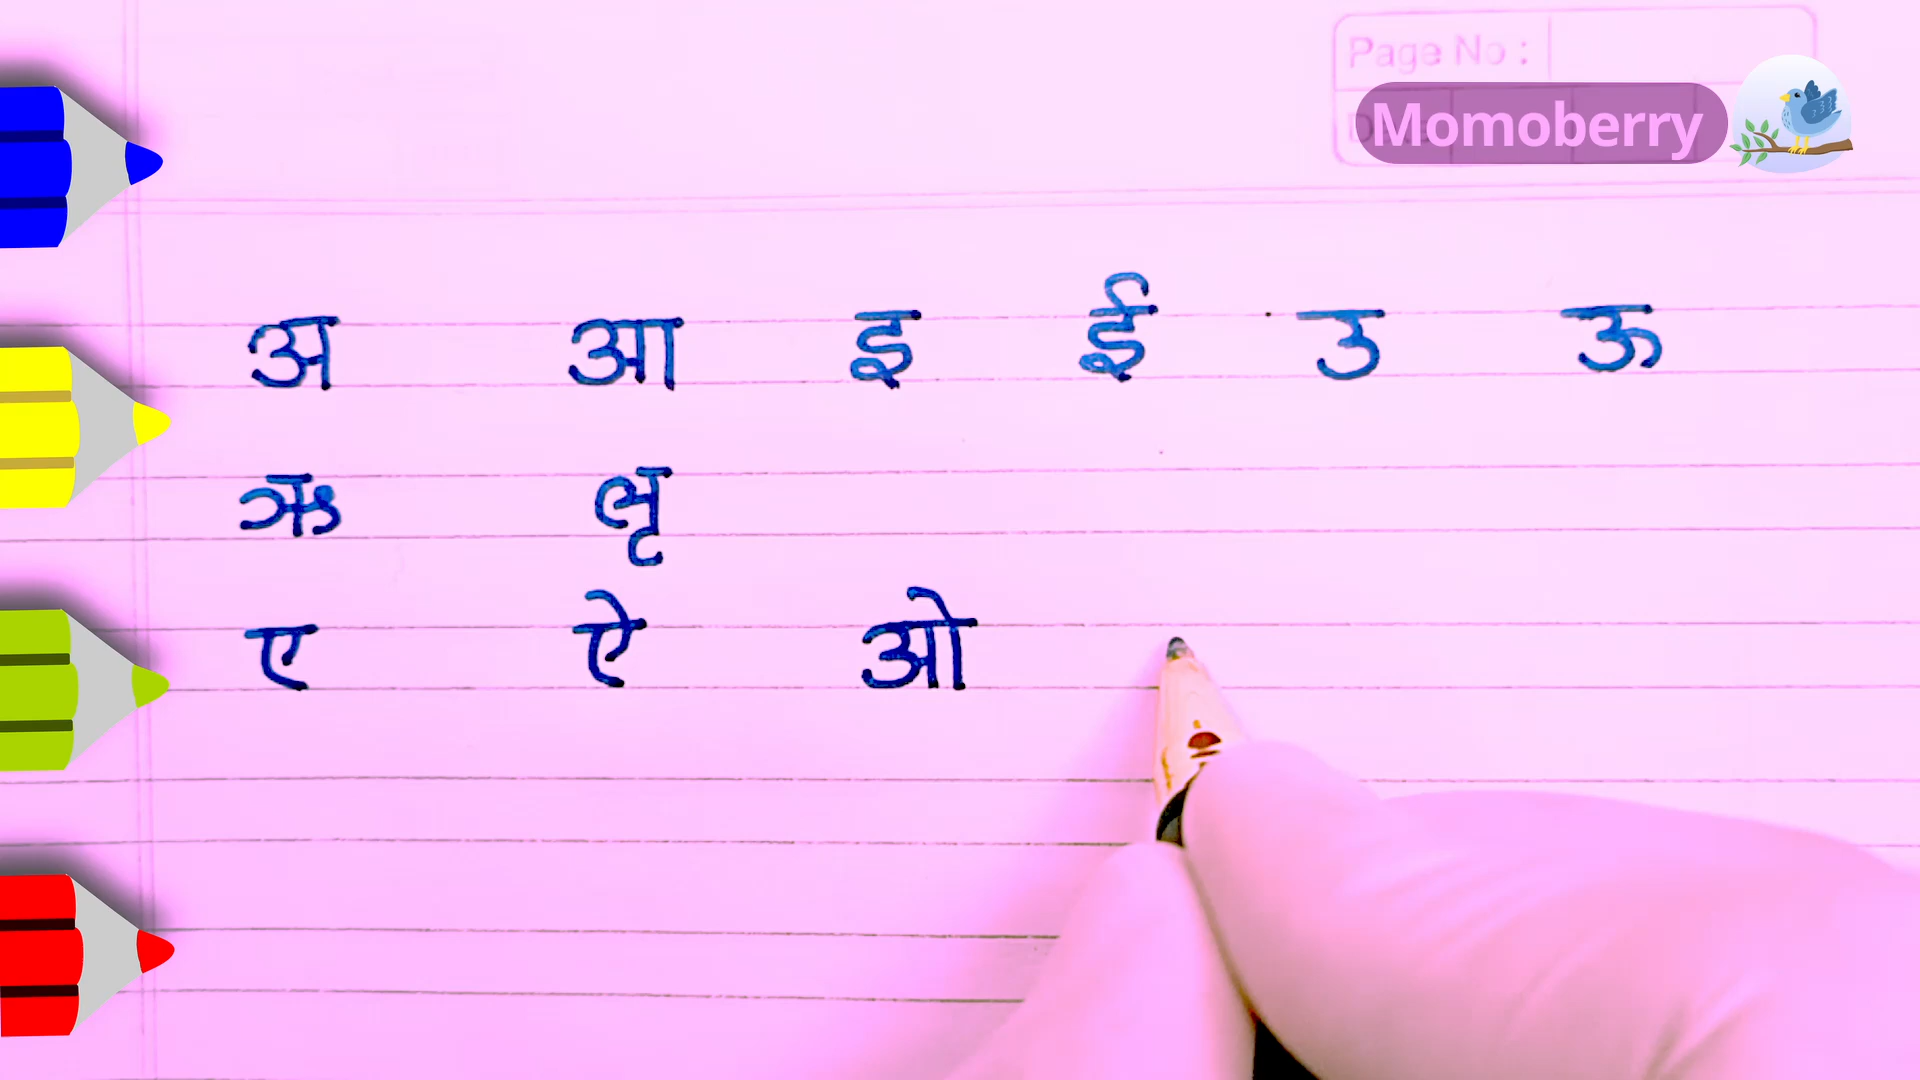 Page No :
Momoberry
अ आ इ ई उ ऊ
ऋ लृ
ए ऐ ओ